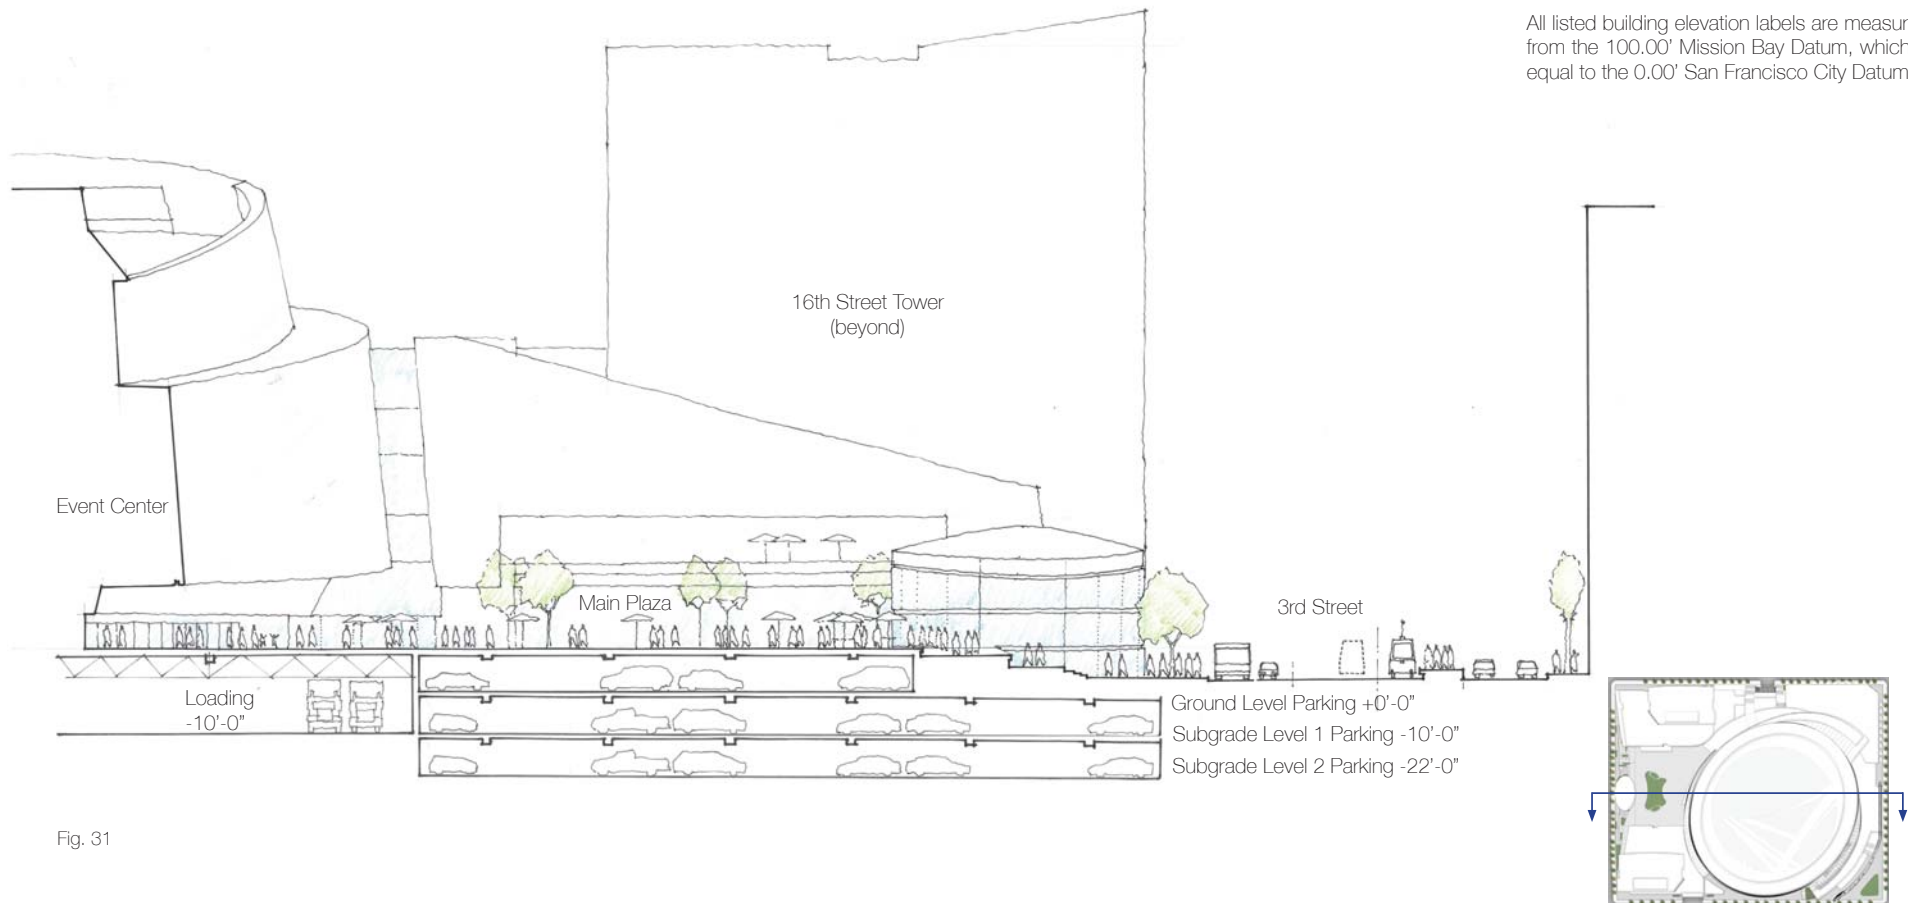 All listed building elevation labels are measur
from the 100.00' Mission Bay Datum, which
equal to the 0.00' San Francisco City Datum
16th Street Tower
(beyond)
Event Center
Main Plaza
3rd Street
Loading
-10'-0"
Ground Level Parking +0'-0"
Subgrade Level 1 Parking -10'-0"
Subgrade Level 2 Parking -22'-0"
Fig. 31